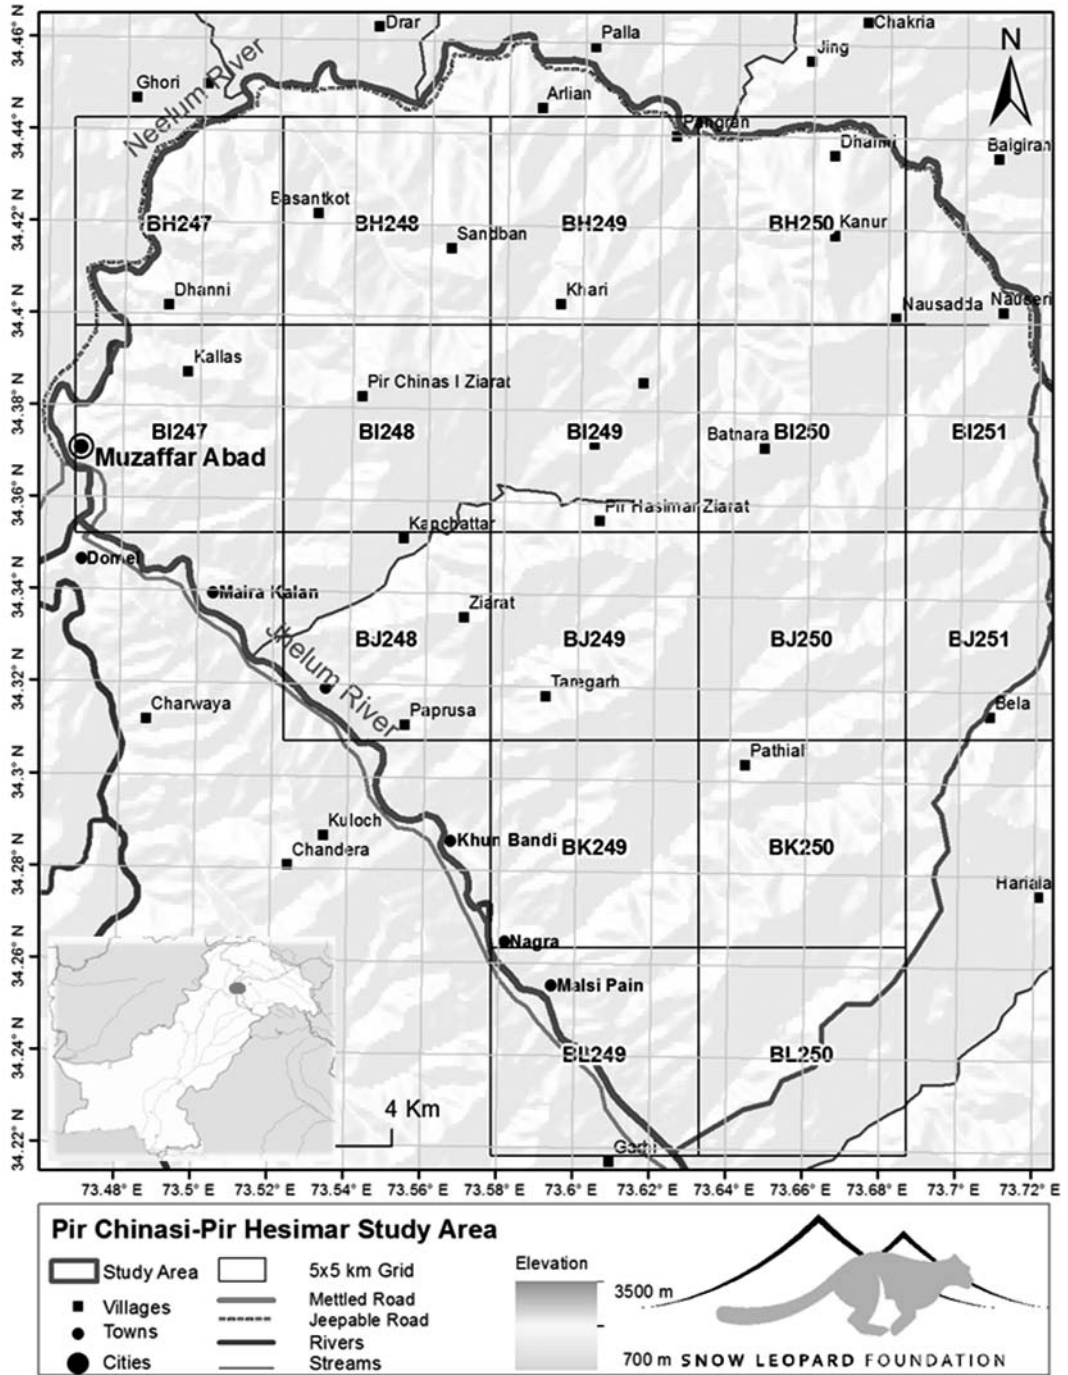 34.46° N
34.44° N
34.42° N
34.4° N
34.38° N
34.36° N
34.34° N
34.32° N
34.3° N
34.28° N
34.26° N
34.24° N
34.22° N
Drar
Palla
Chakria
Jing
N
Ghori
Neelum River
Arlian
Pangran
Dhanni
Balgiran
Basantkot
BH247
BH248
BH249
BH250
Kanur
Sandban
Dhanni
Khari
Nausadda
Nauseri
Kallas
Pir Chinas I Ziarat
BI247
BI248
BI249
Batnara
BI250
BI251
Muzaffar Abad
Pir Hasimar Ziarat
Kanchattar
Domel
Maira Kalan
Ziarat
BJ248
BJ249
BJ250
BJ251
Jhelum River
Taregarh
Charwaya
Paprusa
Bela
Pathial
Kuloch
Khun Bandi
BK249
BK250
Chandera
Hariala
Nagra
Malsi Pain
BL249
BL250
4 Km
Garhi
73.48° E 73.5° E 73.52° E 73.54° E 73.56° E 73.58° E 73.6° E 73.62° E 73.64° E 73.66° E 73.68° E 73.7° E 73.72° E
Pir Chinasi-Pir Hesimar Study Area
Study Area
Villages
Towns
Cities
5x5 km Grid
Mettled Road
Jeepable Road
Rivers
Streams
Elevation
3500 m
700 m
SNOW LEOPARD FOUNDATION